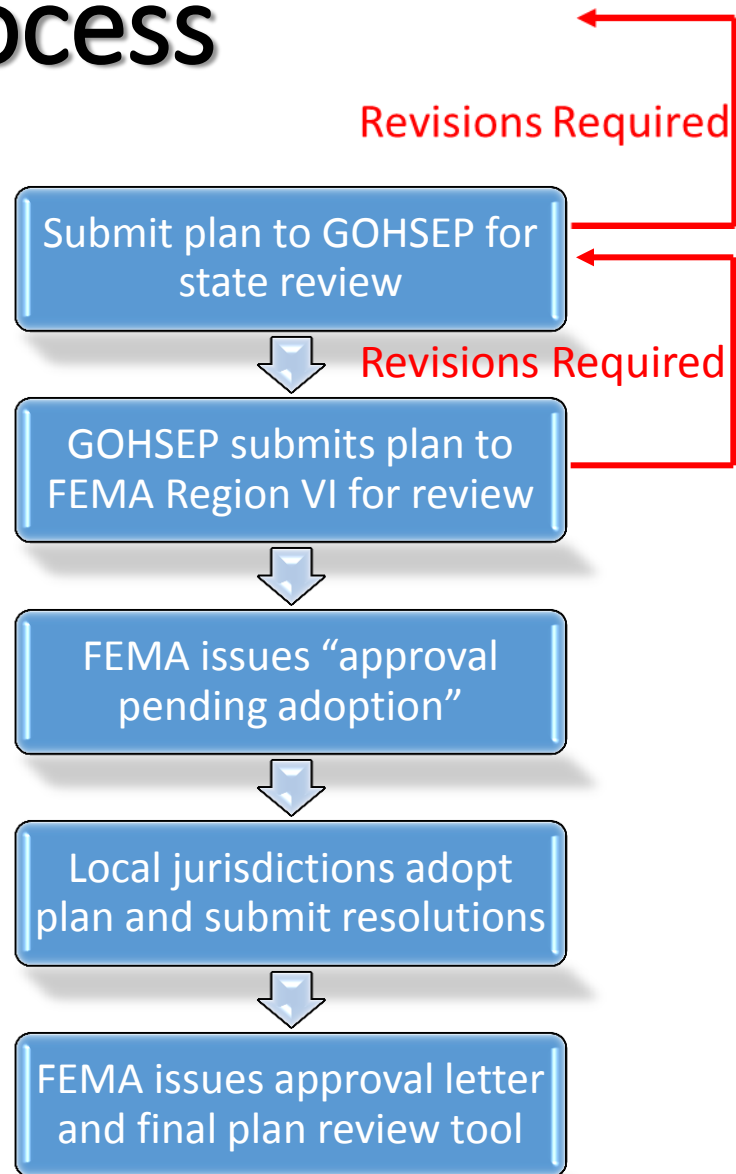 ocess
Revisions Required
Submit plan to GOHSEP for
state review
Revisions Required
GOHSEP submits plan to
FEMA Region VI for review
FEMA issues “approval
pending adoption”
Local jurisdictions adopt
plan and submit resolutions
FEMA issues approval letter
and final plan review tool